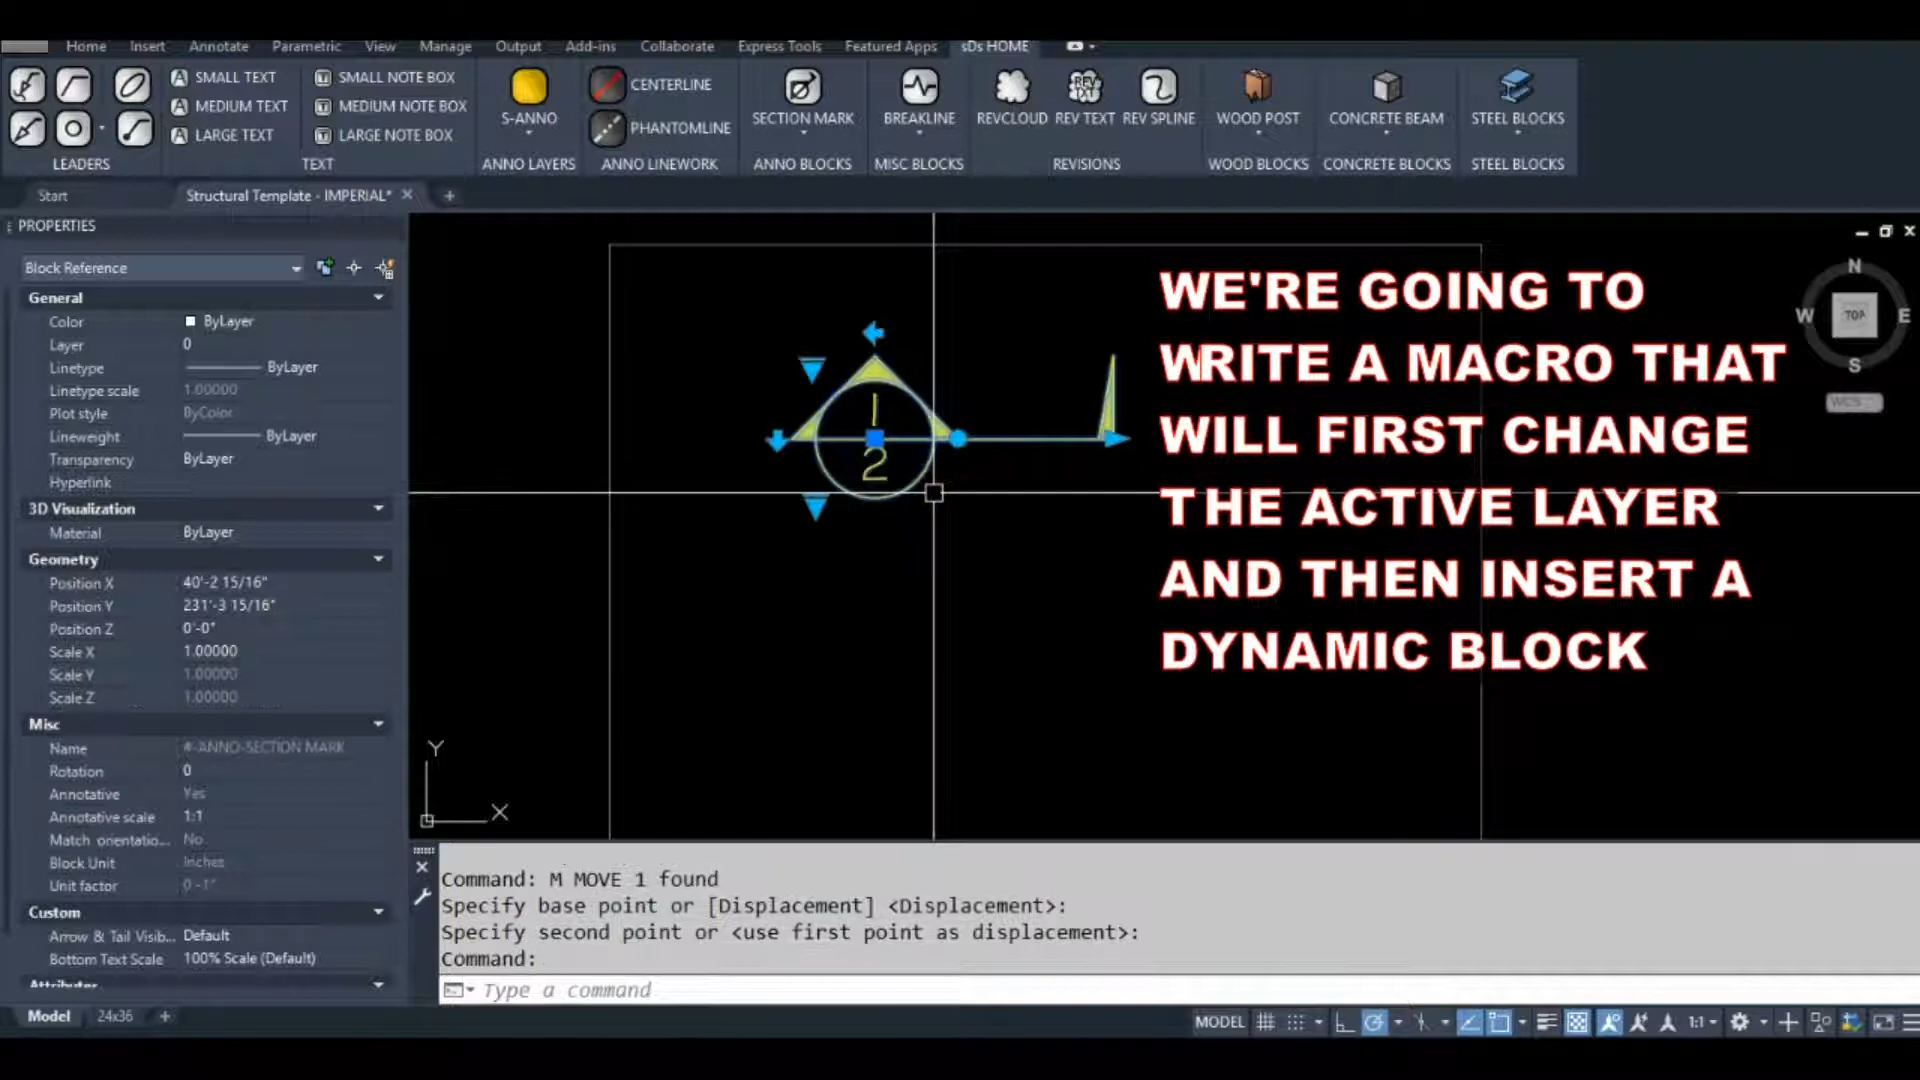 Home Insert Annotate Parametric View Manage Output Add-ins Collaborate Express Tools Featured Apps sDs HOME
SMALL TEXT
MEDIUM TEXT
LARGE TEXT
SMALL NOTE BOX
MEDIUM NOTE BOX
LARGE NOTE BOX
S-ANNO
CENTERLINE
PHANTOMLINE
SECTION MARK
BREAKLINE
REVCLOUD REV TEXT REV SPLINE
WOOD POST
CONCRETE BEAM
STEEL BLOCKS
LEADERS TEXT ANNO LAYERS ANNO LINEWORK ANNO BLOCKS MISC BLOCKS REVISIONS WOOD BLOCKS CONCRETE BLOCKS STEEL BLOCKS
Start Structural Template - IMPERIAL*
PROPERTIES
Block Reference
General
Color ByLayer
Layer 0
Linetype ByLayer
Linetype scale 1.00000
Plot style ByColor
Lineweight ByLayer
Transparency ByLayer
Hyperlink
3D Visualization
Material ByLayer
Geometry
Position X 40'-2 15/16"
Position Y 231'-3 15/16"
Position Z 0'-0"
Scale X 1.00000
Scale Y 1.00000
Scale Z 1.00000
Misc
Name #-ANNO-SECTION MARK
Rotation 0
Annotative Yes
Annotative scale 1:1
Match orientatio... No
Block Unit Inches
Unit factor 0'-1"
Custom
Arrow & Tail Visib... Default
Bottom Text Scale 100% Scale (Default)
1
2
Y
X
WE'RE GOING TO
WRITE A MACRO THAT
WILL FIRST CHANGE
THE ACTIVE LAYER
AND THEN INSERT A
DYNAMIC BLOCK
N
W TOP E
S
WCS
Command: M MOVE 1 found
Specify base point or [Displacement] <Displacement>:
Specify second point or <use first point as displacement>:
Command:
Type a command
Model 24x36 +
MODEL 1:1